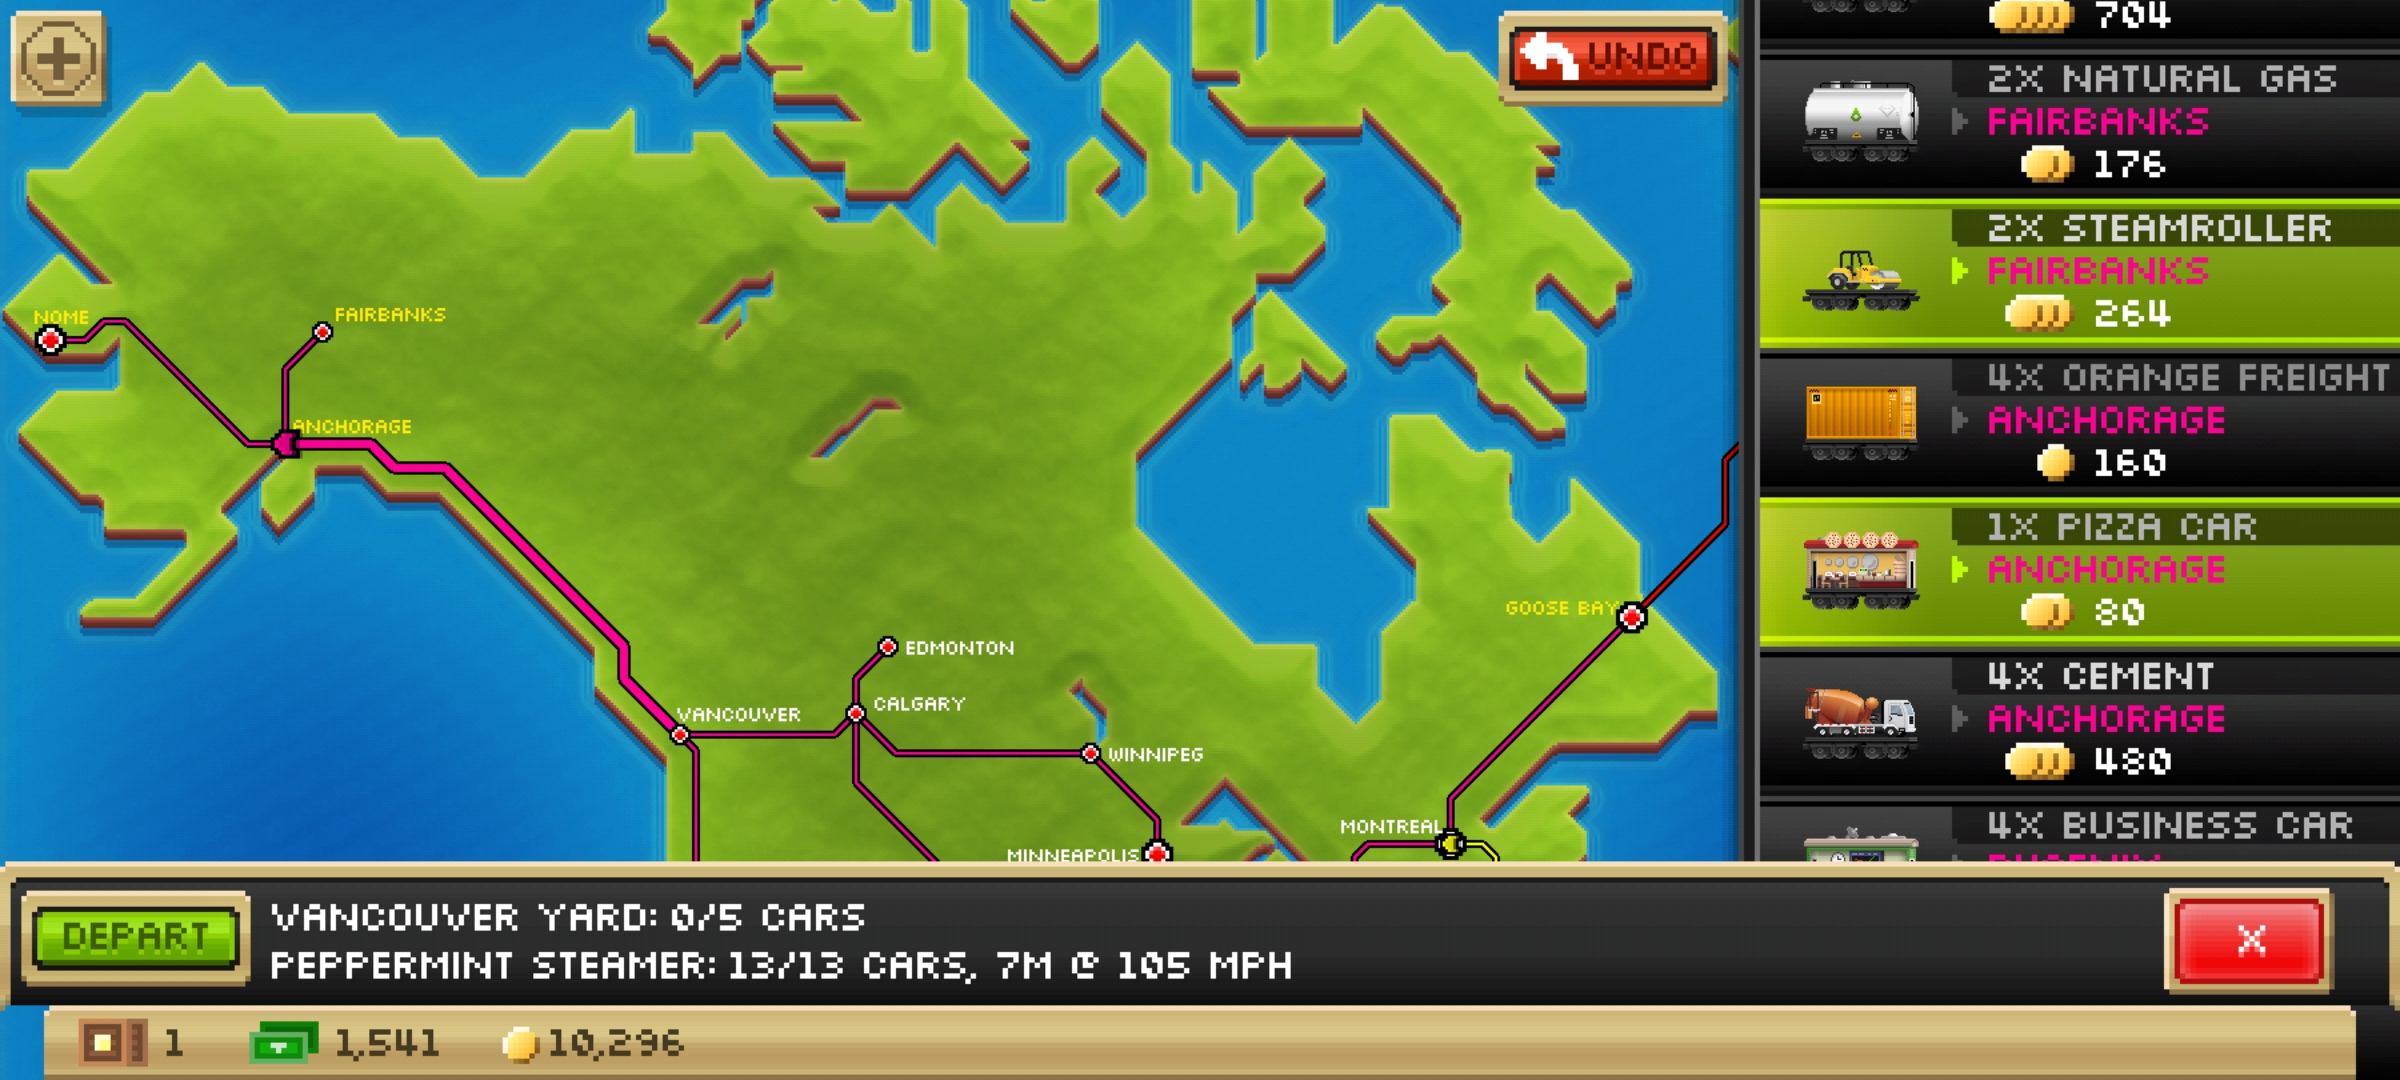 UNDO
NOME
FAIRBANKS
ANCHORAGE
EDMONTON
CALGARY
VANCOUVER
WINNIPEG
MINNEAPOLIS
MONTREAL
GOOSE BAY
704
2X NATURAL GAS
FAIRBANKS
176
2X STEAMROLLER
FAIRBANKS
264
4X ORANGE FREIGHT
ANCHORAGE
160
1X PIZZA CAR
ANCHORAGE
80
4X CEMENT
ANCHORAGE
480
4X BUSINESS CAR
DEPART
VANCOUVER YARD: 0/5 CARS
PEPPERMINT STEAMER: 13/13 CARS, 7M @ 105 MPH
X
1
1,541
10,296